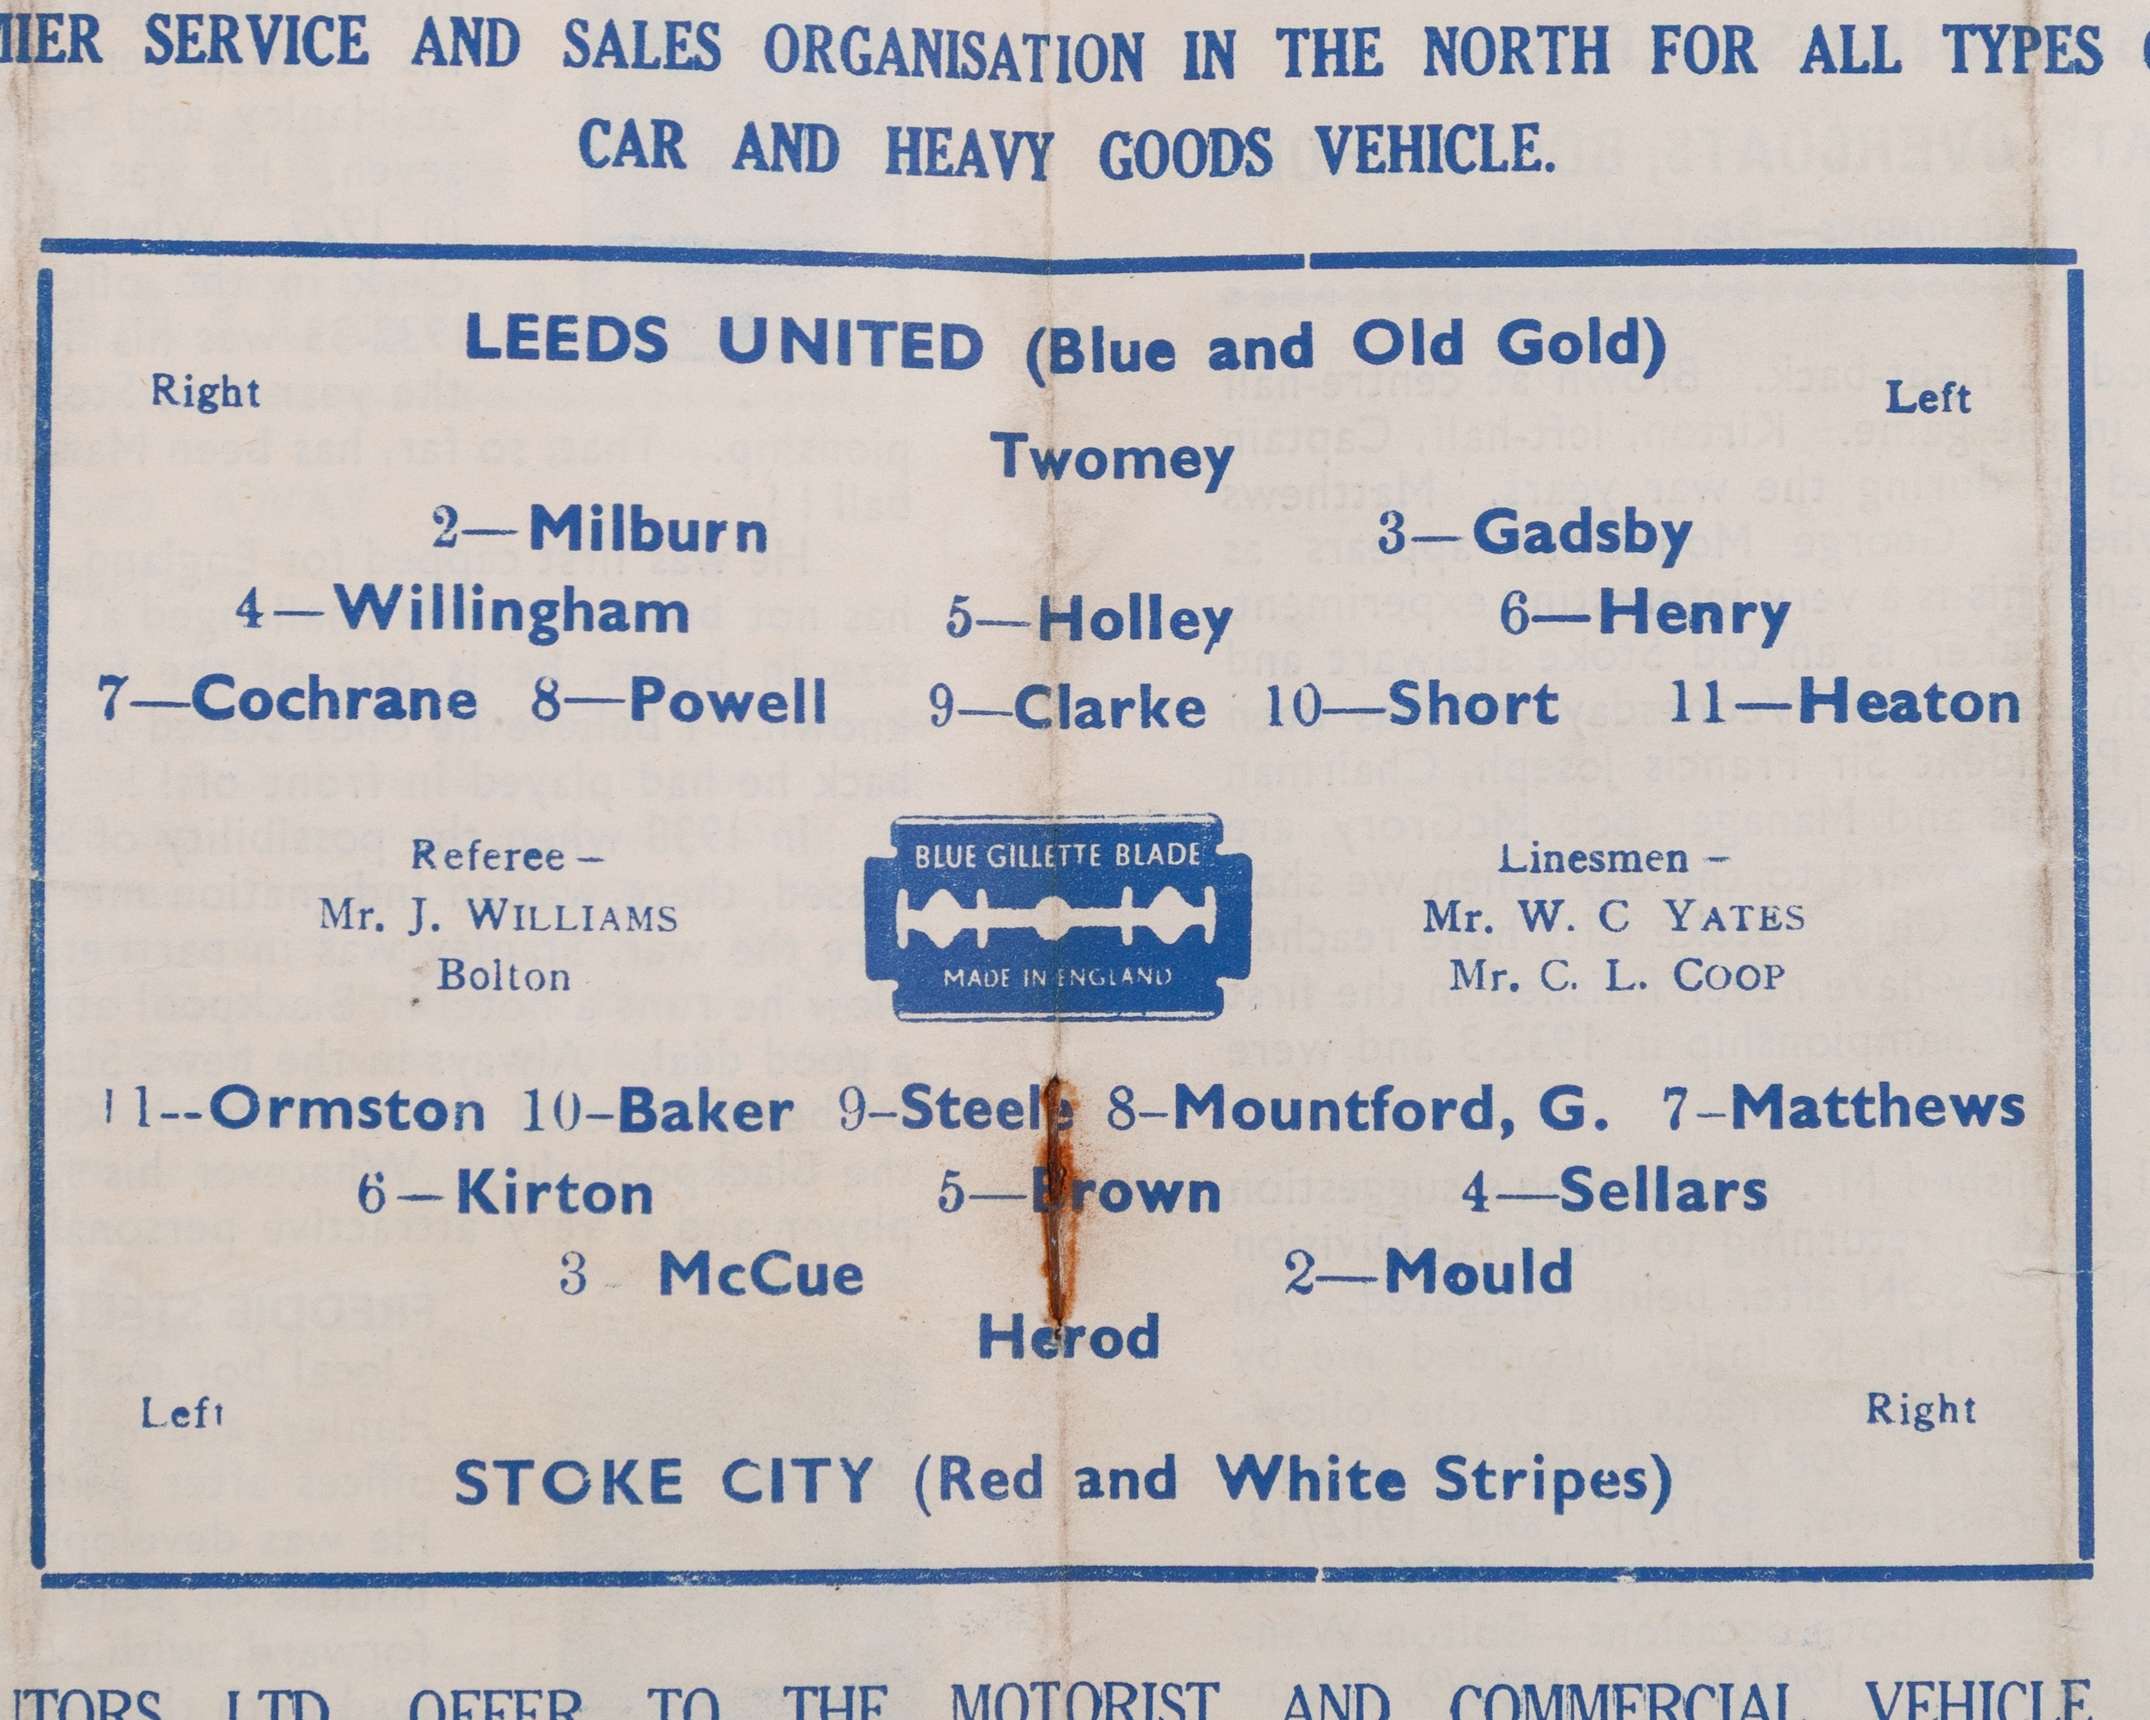 SERVICE AND SALES ORGANISATION IN THE NORTH FOR ALL TYPES
CAR AND HEAVY GOODS VEHICLE.
LEEDS UNITED (Blue and Old Gold)
Right Left
Twomey
2—Milburn 3—Gadsby
4—Willingham 5—Holley 6—Henry
7—Cochrane 8—Powell 9—Clarke 10—Short 11—Heaton
Referee – BLUE GILLETTE BLADE Linesmen –
Mr. J. WILLIAMS Mr. W. C YATES
Bolton MADE IN ENGLAND Mr. C. L. COOP
11--Ormston 10–Baker 9–Steele 8–Mountford, G. 7–Matthews
6—Kirton 5—Brown 4—Sellars
3 McCue 2—Mould
Herod
Left Right
STOKE CITY (Red and White Stripes)
LTD OFFER TO THE MOTORIST AND COMMERCIAL VEHICLE